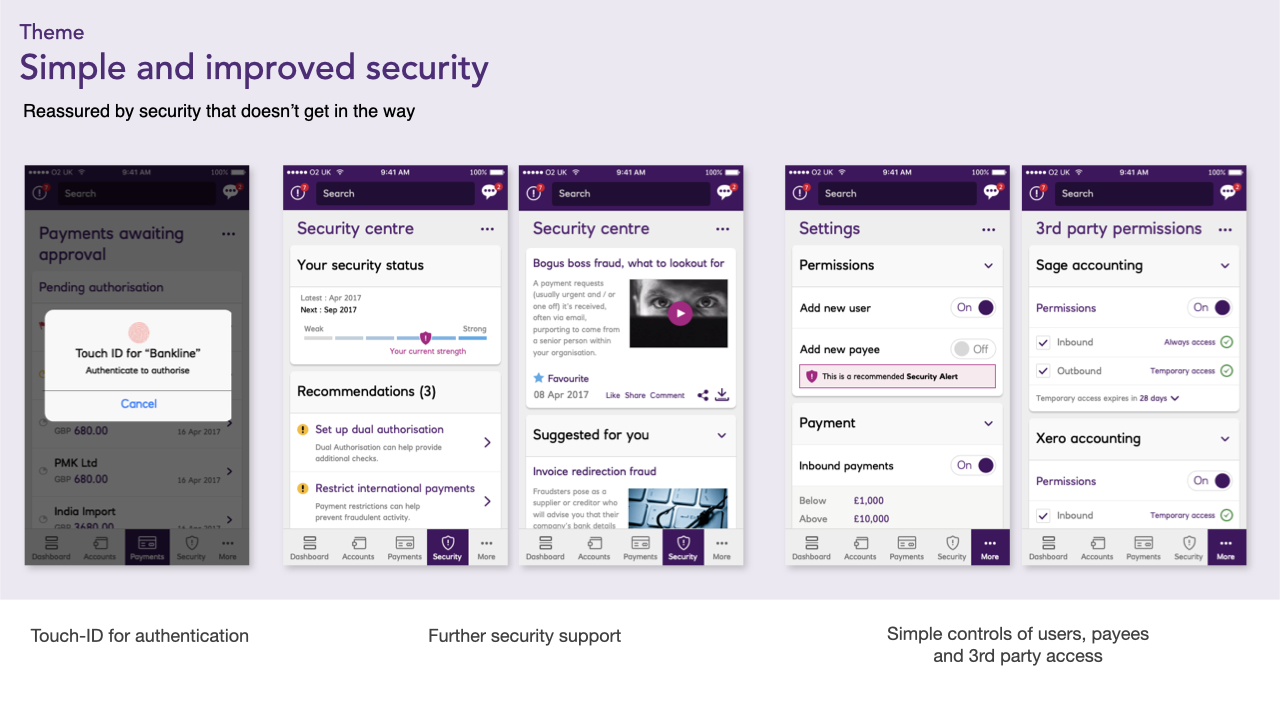 Theme
Simple and improved security
Reassured by security that doesn't get in the way
O2 UK 9:41 AM 100%
7
Search
2
Payments awaiting
approval
Pending authorisation
Touch ID for “Bankline”
Authenticate to authorise
Cancel
GBP 680.00 16 Apr 2017
PMK Ltd
GBP 680.00 16 Apr 2017
India Import
GBP 3680.00 16 Apr 2017
Dashboard Accounts Payments Security More
O2 UK 9:41 AM 100%
7
Search
2
Security centre
Your security status
Latest : Apr 2017
Next : Sep 2017
Weak Strong
Your current strength
Recommendations (3)
Set up dual authorisation
Dual Authorisation can help provide
additional checks.
Restrict international payments
Payment restrictions can help
prevent fraudulent activity.
Dashboard Accounts Payments Security More
O2 UK 9:41 AM 100%
7
Search
2
Security centre
Bogus boss fraud, what to lookout for
A payment requests
(usually urgent and / or
one off) it's received,
often via email,
purporting to come from
a senior person within
your organisation.
Favourite
08 Apr 2017 Like Share Comment
Suggested for you
Invoice redirection fraud
Fraudsters pose as a
supplier or creditor who
will advise you that their
company's bank details
Dashboard Accounts Payments Security More
O2 UK 9:41 AM 100%
7
Search
2
Settings
Permissions
Add new user On
Add new payee Off
This is a recommended Security Alert
Payment
Inbound payments On
Below £1,000
Above £10,000
Dashboard Accounts Payments Security More
O2 UK 9:41 AM 100%
7
Search
2
3rd party permissions
Sage accounting
Permissions On
Inbound Always access
Outbound Temporary access
Temporary access expires in 28 days
Xero accounting
Permissions On
Inbound Temporary access
Dashboard Accounts Payments Security More
Touch-ID for authentication
Further security support
Simple controls of users, payees
and 3rd party access